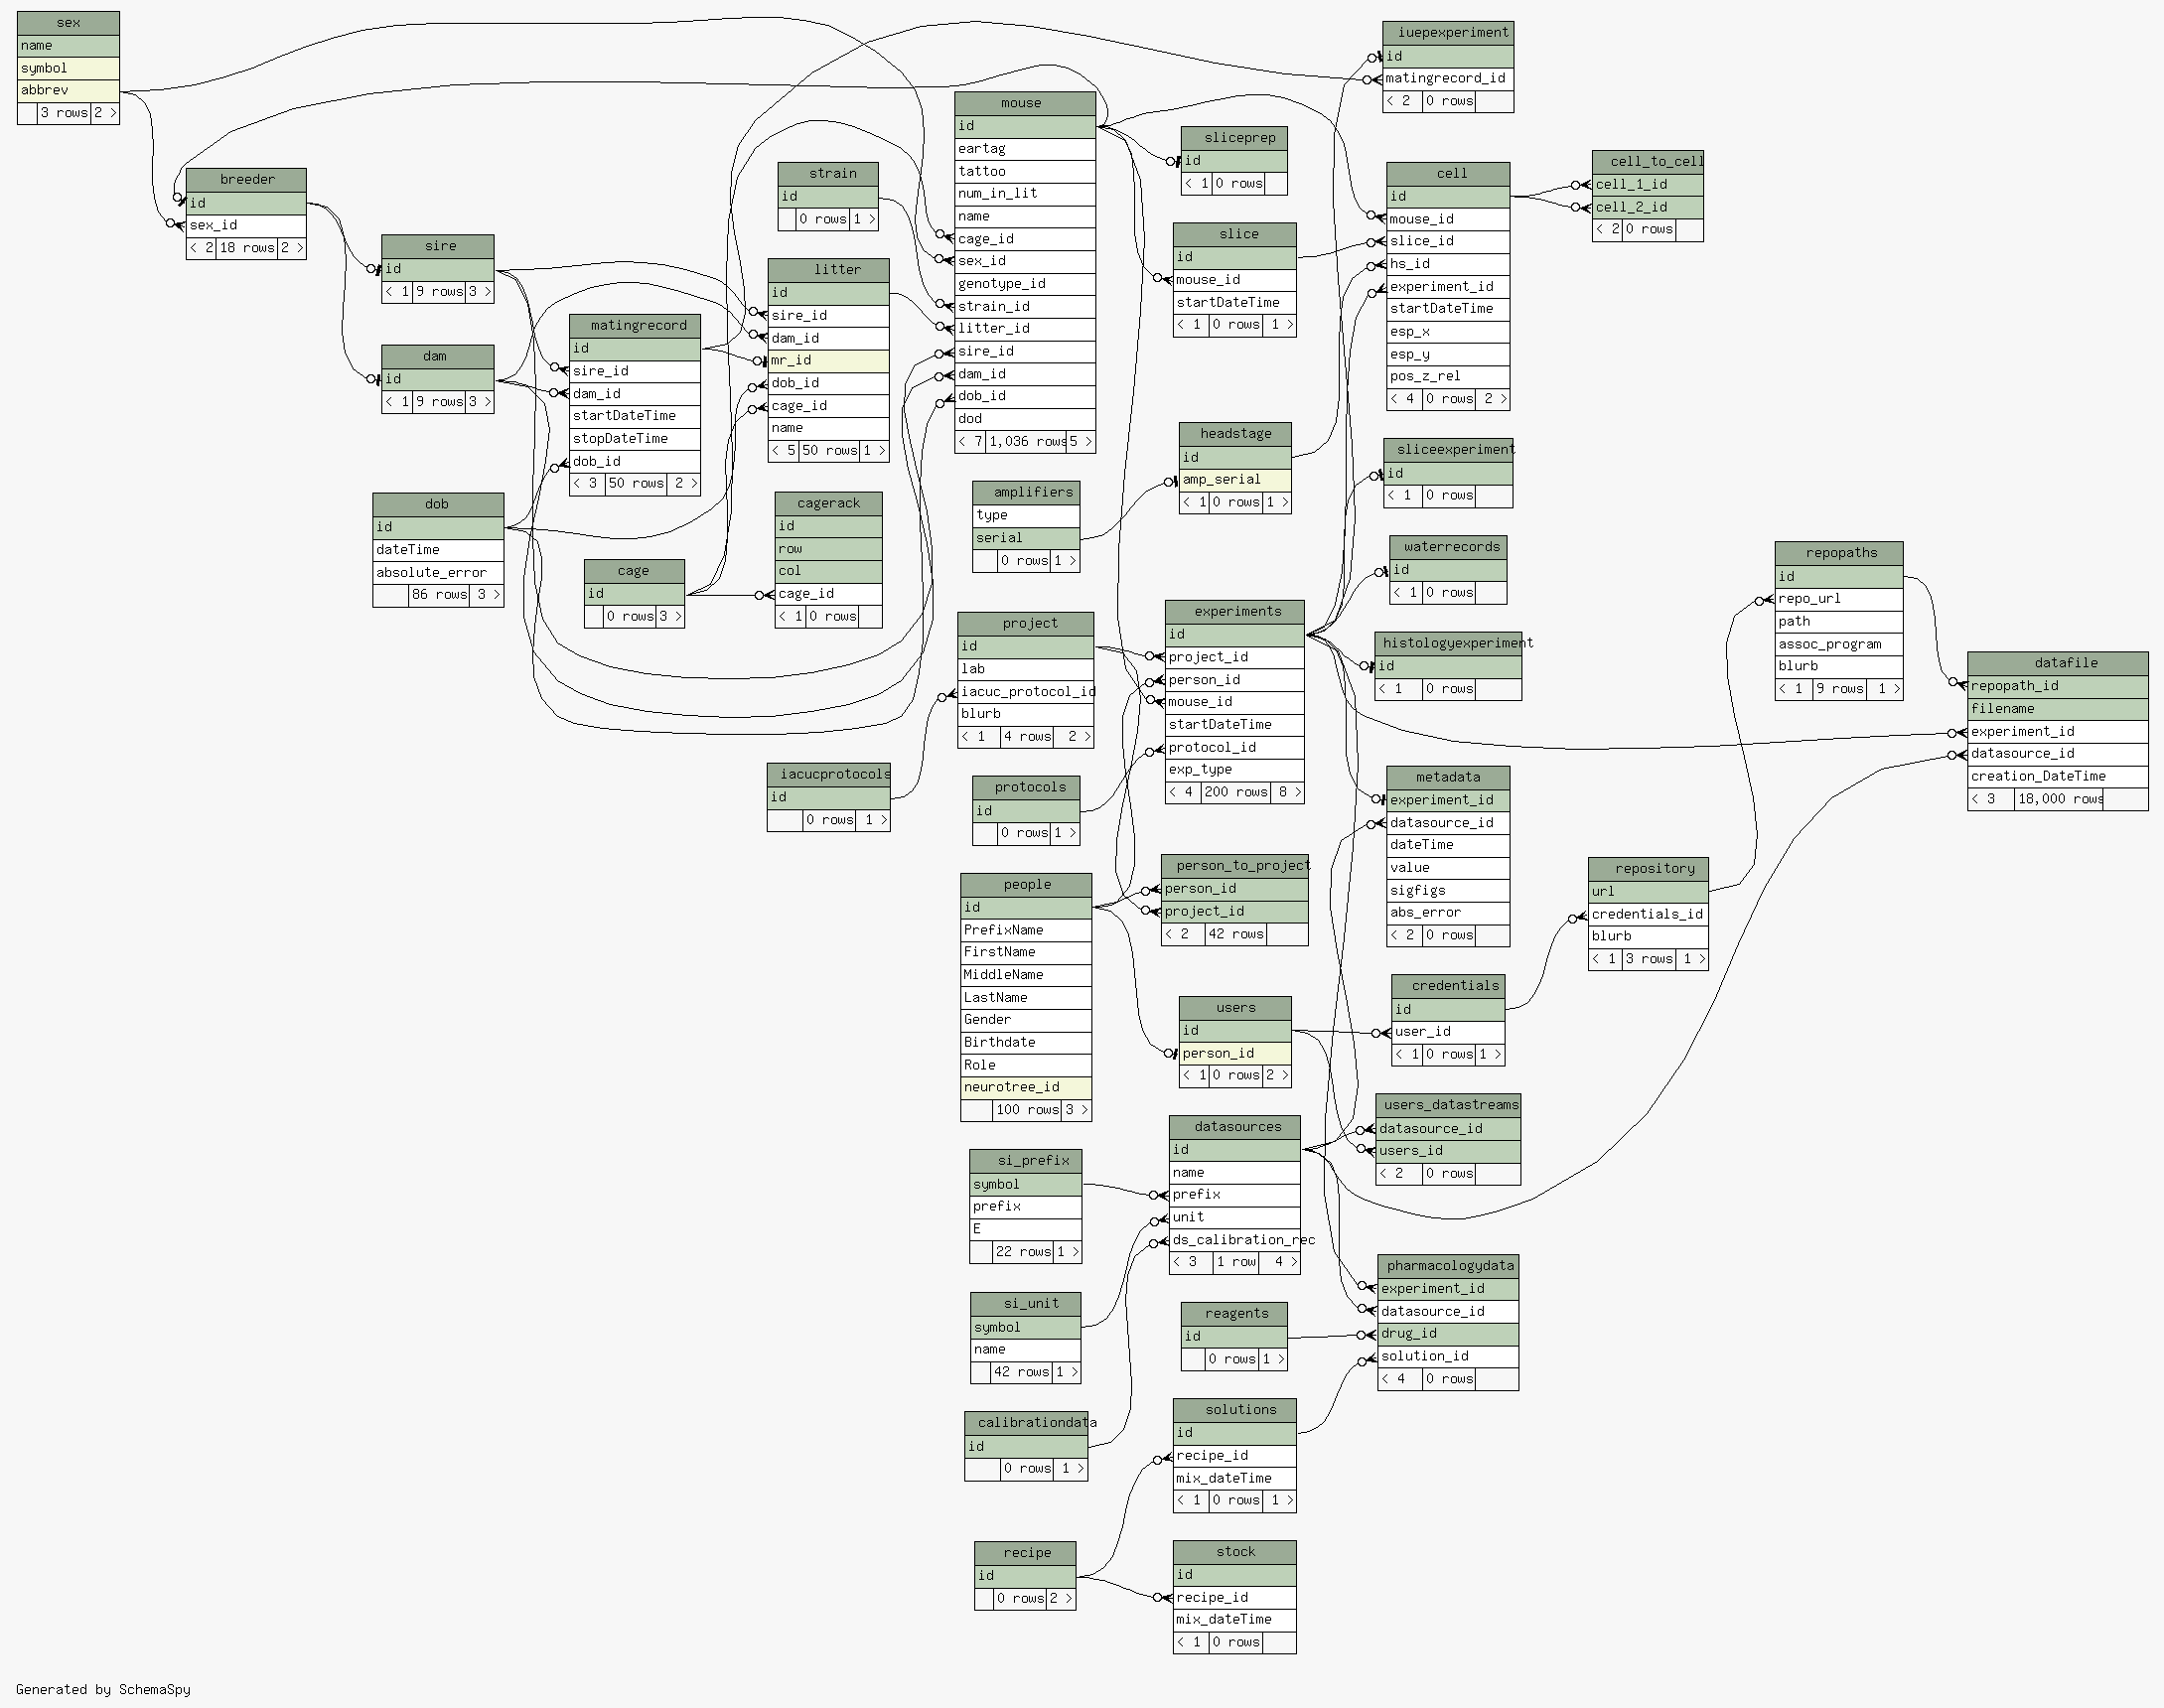 sex
name
symbol
abbrev
3 rows 2 >
breeder
id
sex_id
< 2 18 rows 2 >
sire
id
< 1 9 rows 3 >
dam
id
< 1 9 rows 3 >
dob
id
dateTime
absolute_error
86 rows 3 >
matingrecord
id
sire_id
dam_id
startDateTime
stopDateTime
dob_id
< 3 50 rows 2 >
cage
id
0 rows 3 >
strain
id
0 rows 1 >
litter
id
sire_id
dam_id
mr_id
dob_id
cage_id
name
< 5 50 rows 1 >
cagerack
id
row
col
cage_id
< 1 0 rows
iacucprotocols
id
0 rows 1 >
mouse
id
eartag
tattoo
num_in_lit
name
cage_id
sex_id
genotype_id
strain_id
litter_id
sire_id
dam_id
dob_id
dod
< 7 1,036 rows 5 >
amplifiers
type
serial
0 rows 1 >
project
id
lab
iacuc_protocol_id
blurb
< 1 4 rows 2 >
protocols
id
0 rows 1 >
people
id
PrefixName
FirstName
MiddleName
LastName
Gender
Birthdate
Role
neurotree_id
100 rows 3 >
si_prefix
symbol
prefix
E
22 rows 1 >
si_unit
symbol
name
42 rows 1 >
calibrationdata
id
0 rows 1 >
recipe
id
0 rows 2 >
sliceprep
id
< 1 0 rows
slice
id
mouse_id
startDateTime
< 1 0 rows 1 >
headstage
id
amp_serial
< 1 0 rows 1 >
experiments
id
project_id
person_id
mouse_id
startDateTime
protocol_id
exp_type
< 4 200 rows 8 >
person_to_project
person_id
project_id
< 2 42 rows
users
id
person_id
< 1 0 rows 2 >
datasources
id
name
prefix
unit
ds_calibration_rec
< 3 1 row 4 >
reagents
id
0 rows 1 >
solutions
id
recipe_id
mix_dateTime
< 1 0 rows 1 >
stock
id
recipe_id
mix_dateTime
< 1 0 rows
iuepexperiment
id
matingrecord_id
< 2 0 rows
cell
id
mouse_id
slice_id
hs_id
experiment_id
startDateTime
esp_x
esp_y
pos_z_rel
< 4 0 rows 2 >
sliceexperiment
id
< 1 0 rows
waterrecords
id
< 1 0 rows
histologyexperiment
id
< 1 0 rows
metadata
experiment_id
datasource_id
dateTime
value
sigfigs
abs_error
< 2 0 rows
credentials
id
user_id
< 1 0 rows 1 >
users_datastreams
datasource_id
users_id
< 2 0 rows
pharmacologydata
experiment_id
datasource_id
drug_id
solution_id
< 4 0 rows
cell_to_cell
cell_1_id
cell_2_id
< 2 0 rows
repository
url
credentials_id
blurb
< 1 3 rows 1 >
repopaths
id
repo_url
path
assoc_program
blurb
< 1 9 rows 1 >
datafile
repopath_id
filename
experiment_id
datasource_id
creation_DateTime
< 3 18,000 rows
Generated by SchemaSpy